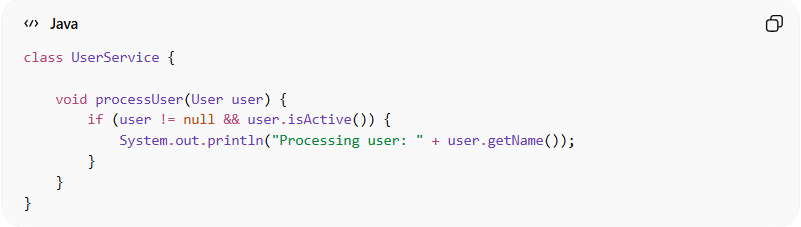 </> Java
class UserService {
void processUser(User user) {
if (user != null && user.isActive()) {
System.out.println("Processing user: " + user.getName());
}
}
}